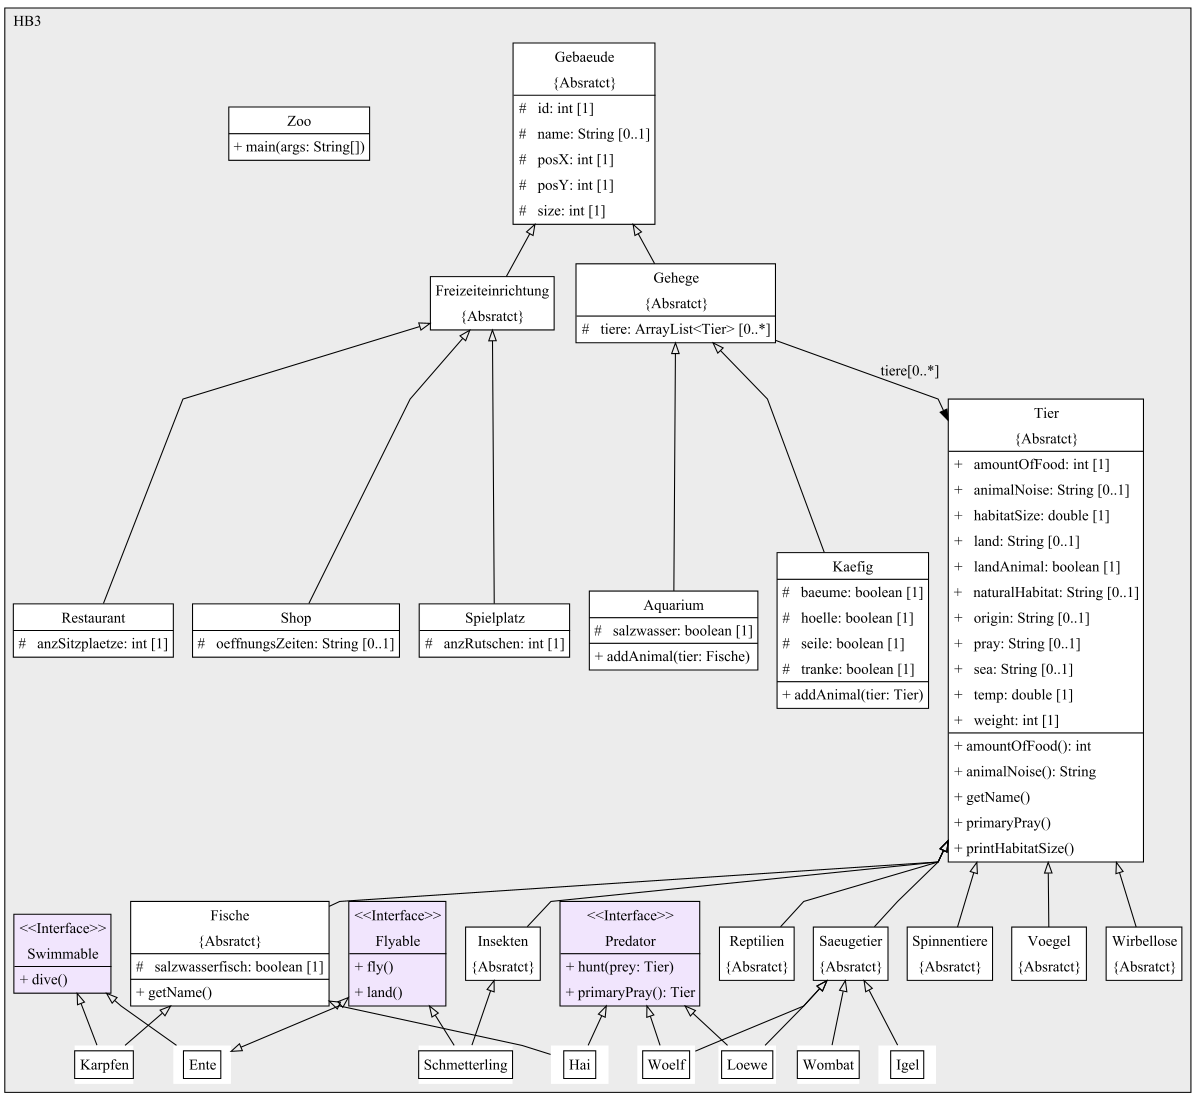 HB3
Gebaeude
{Absratct}
# id: int [1]
# name: String [0..1]
# posX: int [1]
# posY: int [1]
# size: int [1]
Zoo
+ main(args: String[])
Freizeiteinrichtung
{Absratct}
Gehege
{Absratct}
# tiere: ArrayList<Tier> [0..*]
tiere[0..*]
Tier
{Absratct}
+ amountOfFood: int [1]
+ animalNoise: String [0..1]
+ habitatSize: double [1]
+ land: String [0..1]
+ landAnimal: boolean [1]
+ naturalHabitat: String [0..1]
+ origin: String [0..1]
+ pray: String [0..1]
+ sea: String [0..1]
+ temp: double [1]
+ weight: int [1]
+ amountOfFood(): int
+ animalNoise(): String
+ getName()
+ primaryPray()
+ printHabitatSize()
Restaurant
# anzSitzplaetze: int [1]
Shop
# oeffnungsZeiten: String [0..1]
Spielplatz
# anzRutschen: int [1]
Aquarium
# salzwasser: boolean [1]
+ addAnimal(tier: Fische)
Kaefig
# baeume: boolean [1]
# hoelle: boolean [1]
# seile: boolean [1]
# tranke: boolean [1]
+ addAnimal(tier: Tier)
<<Interface>>
Swimmable
+ dive()
Fische
{Absratct}
# salzwasserfisch: boolean [1]
+ getName()
<<Interface>>
Flyable
+ fly()
+ land()
Insekten
{Absratct}
<<Interface>>
Predator
+ hunt(prey: Tier)
+ primaryPray(): Tier
Reptilien
{Absratct}
Saeugetier
{Absratct}
Spinnentiere
{Absratct}
Voegel
{Absratct}
Wirbellose
{Absratct}
Karpfen
Ente
Schmetterling
Hai
Woelf
Loewe
Wombat
Igel